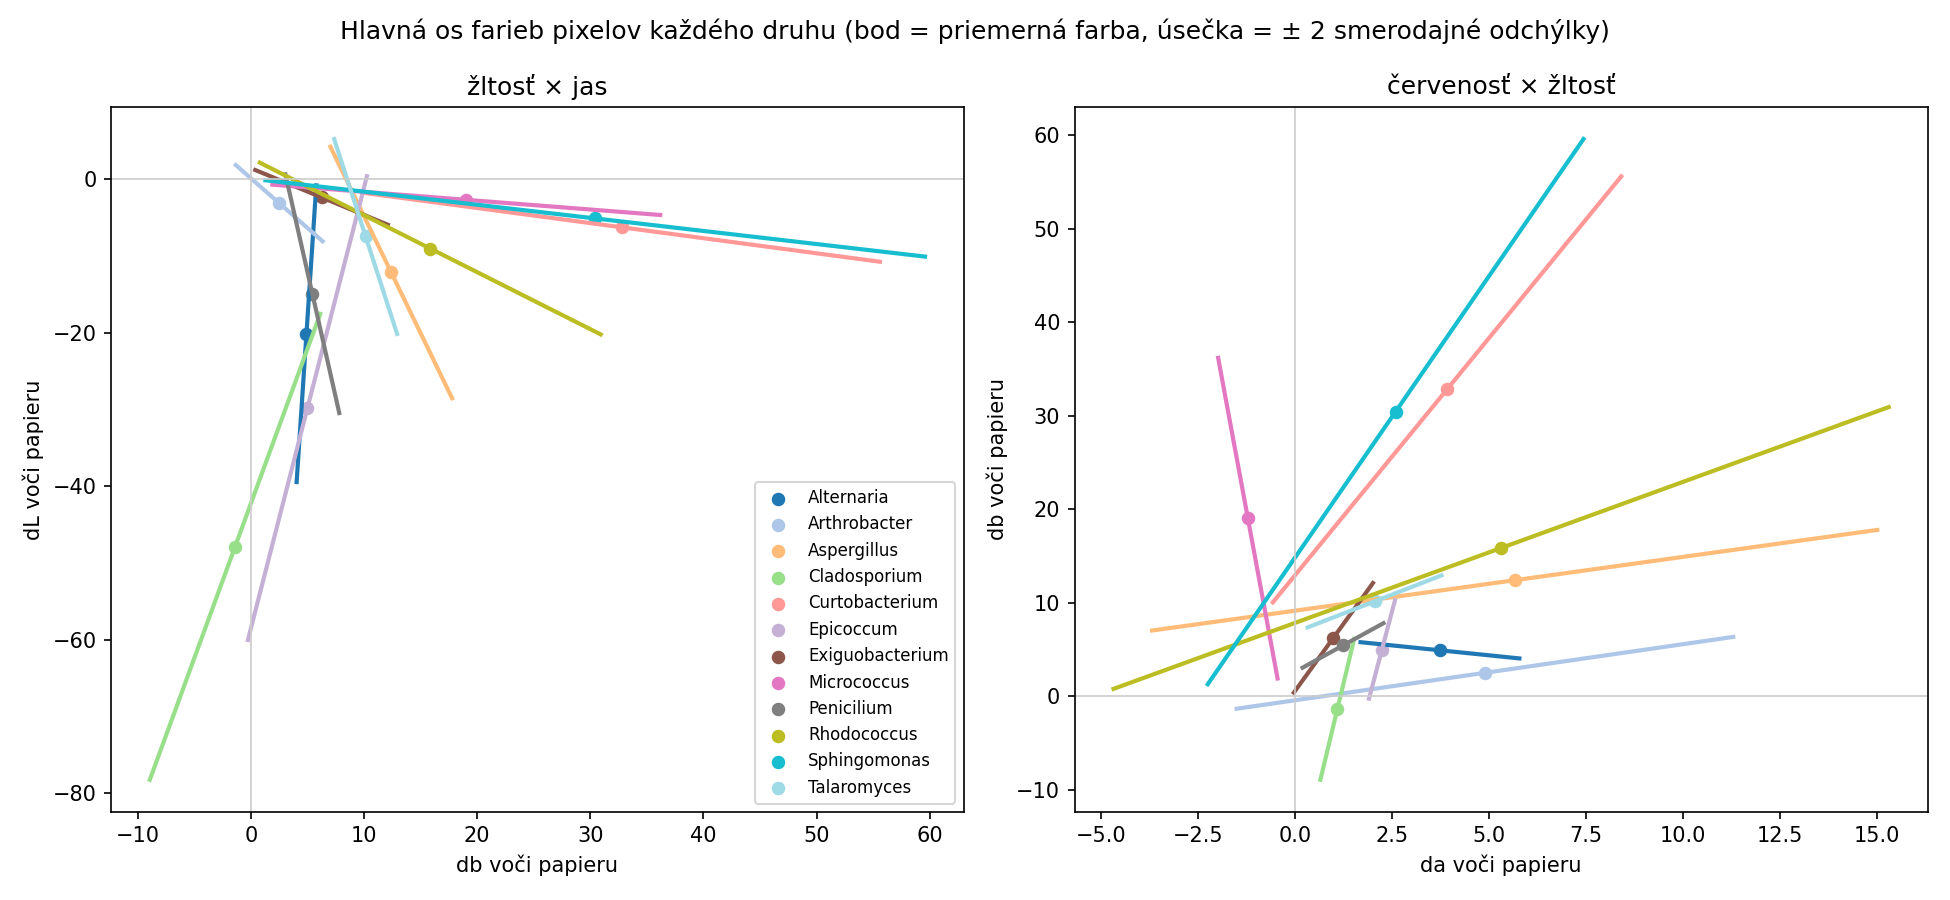 Hlavná os farieb pixelov každého druhu (bod = priemerná farba, úsečka = ± 2 smerodajné odchýlky)
žltosť × jas
0
−20
−40
−60
−80
dL voči papieru
−10
0
10
20
30
40
50
60
db voči papieru
Alternaria
Arthrobacter
Aspergillus
Cladosporium
Curtobacterium
Epicoccum
Exiguobacterium
Micrococcus
Penicilium
Rhodococcus
Sphingomonas
Talaromyces
červenosť × žltosť
60
50
40
30
20
10
0
−10
db voči papieru
−5.0
−2.5
0.0
2.5
5.0
7.5
10.0
12.5
15.0
da voči papieru